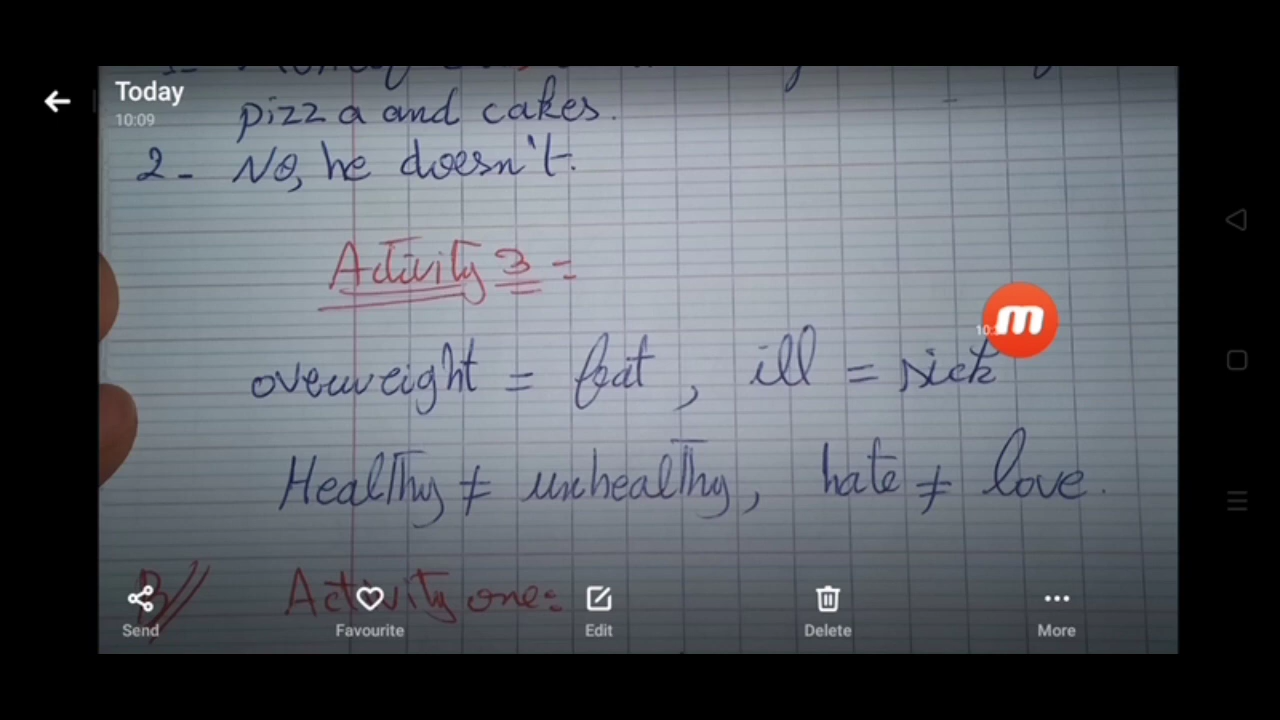 Today
10:09
pizza and cakes.
2- No, he doesn't.
Activity 3 =
overweight = fat, ill = sick
Healthy ≠ unhealthy, hate ≠ love.
B// Activity one:
Send Favourite Edit Delete More